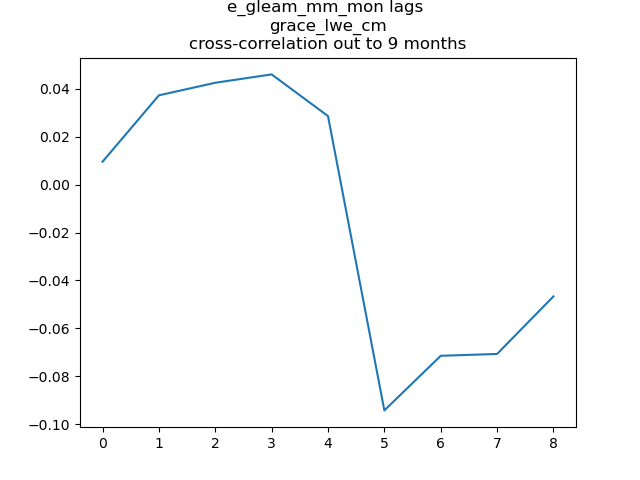 e_gleam_mm_mon lags
grace_lwe_cm
cross-correlation out to 9 months
0.04
0.02
0.00
−0.02
−0.04
−0.06
−0.08
−0.10
0 1 2 3 4 5 6 7 8